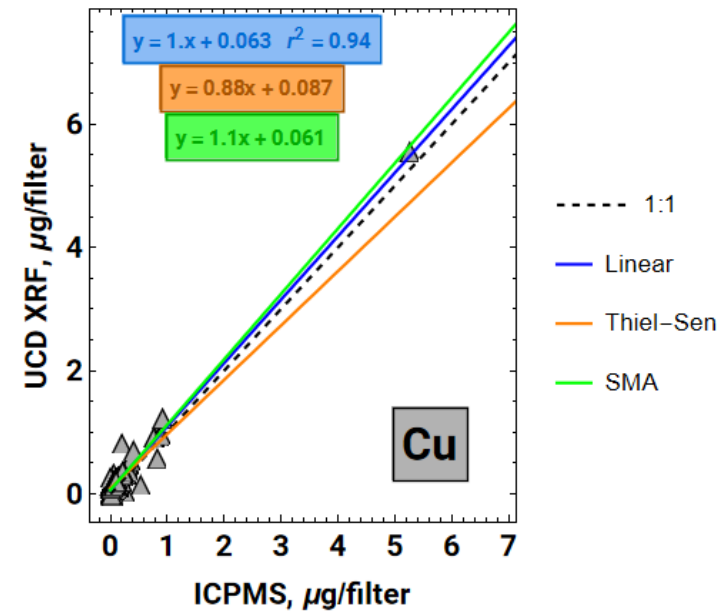 y = 1.x + 0.063 r² = 0.94
y = 0.88x + 0.087
y = 1.1x + 0.061
6
4
2
0
UCD XRF, μg/filter
Cu
0 1 2 3 4 5 6 7
ICPMS, μg/filter
1:1
Linear
Thiel–Sen
SMA